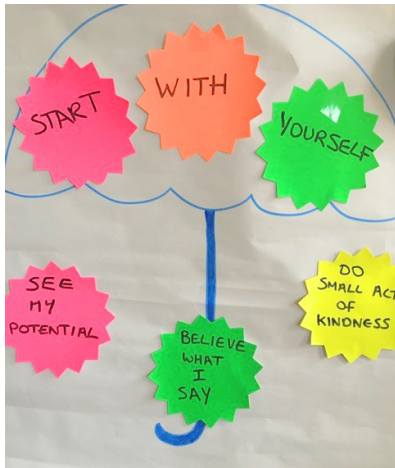 START
WITH
YOURSELF
SEE
MY
POTENTIAL
BELIEVE
WHAT
I
SAY
DO
SMALL ACT
OF
KINDNESS